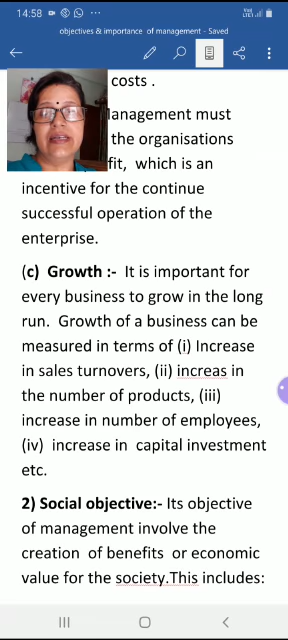 14:58
objectives & importance of management - Saved
costs .
anagement must
the organisations
fit, which is an
incentive for the continue
successful operation of the
enterprise.
(c) Growth :- It is important for
every business to grow in the long
run. Growth of a business can be
measured in terms of (i) Increase
in sales turnovers, (ii) increas in
the number of products, (iii)
increase in number of employees,
(iv) increase in capital investment
etc.
2) Social objective:- Its objective
of management involve the
creation of benefits or economic
value for the society.This includes: